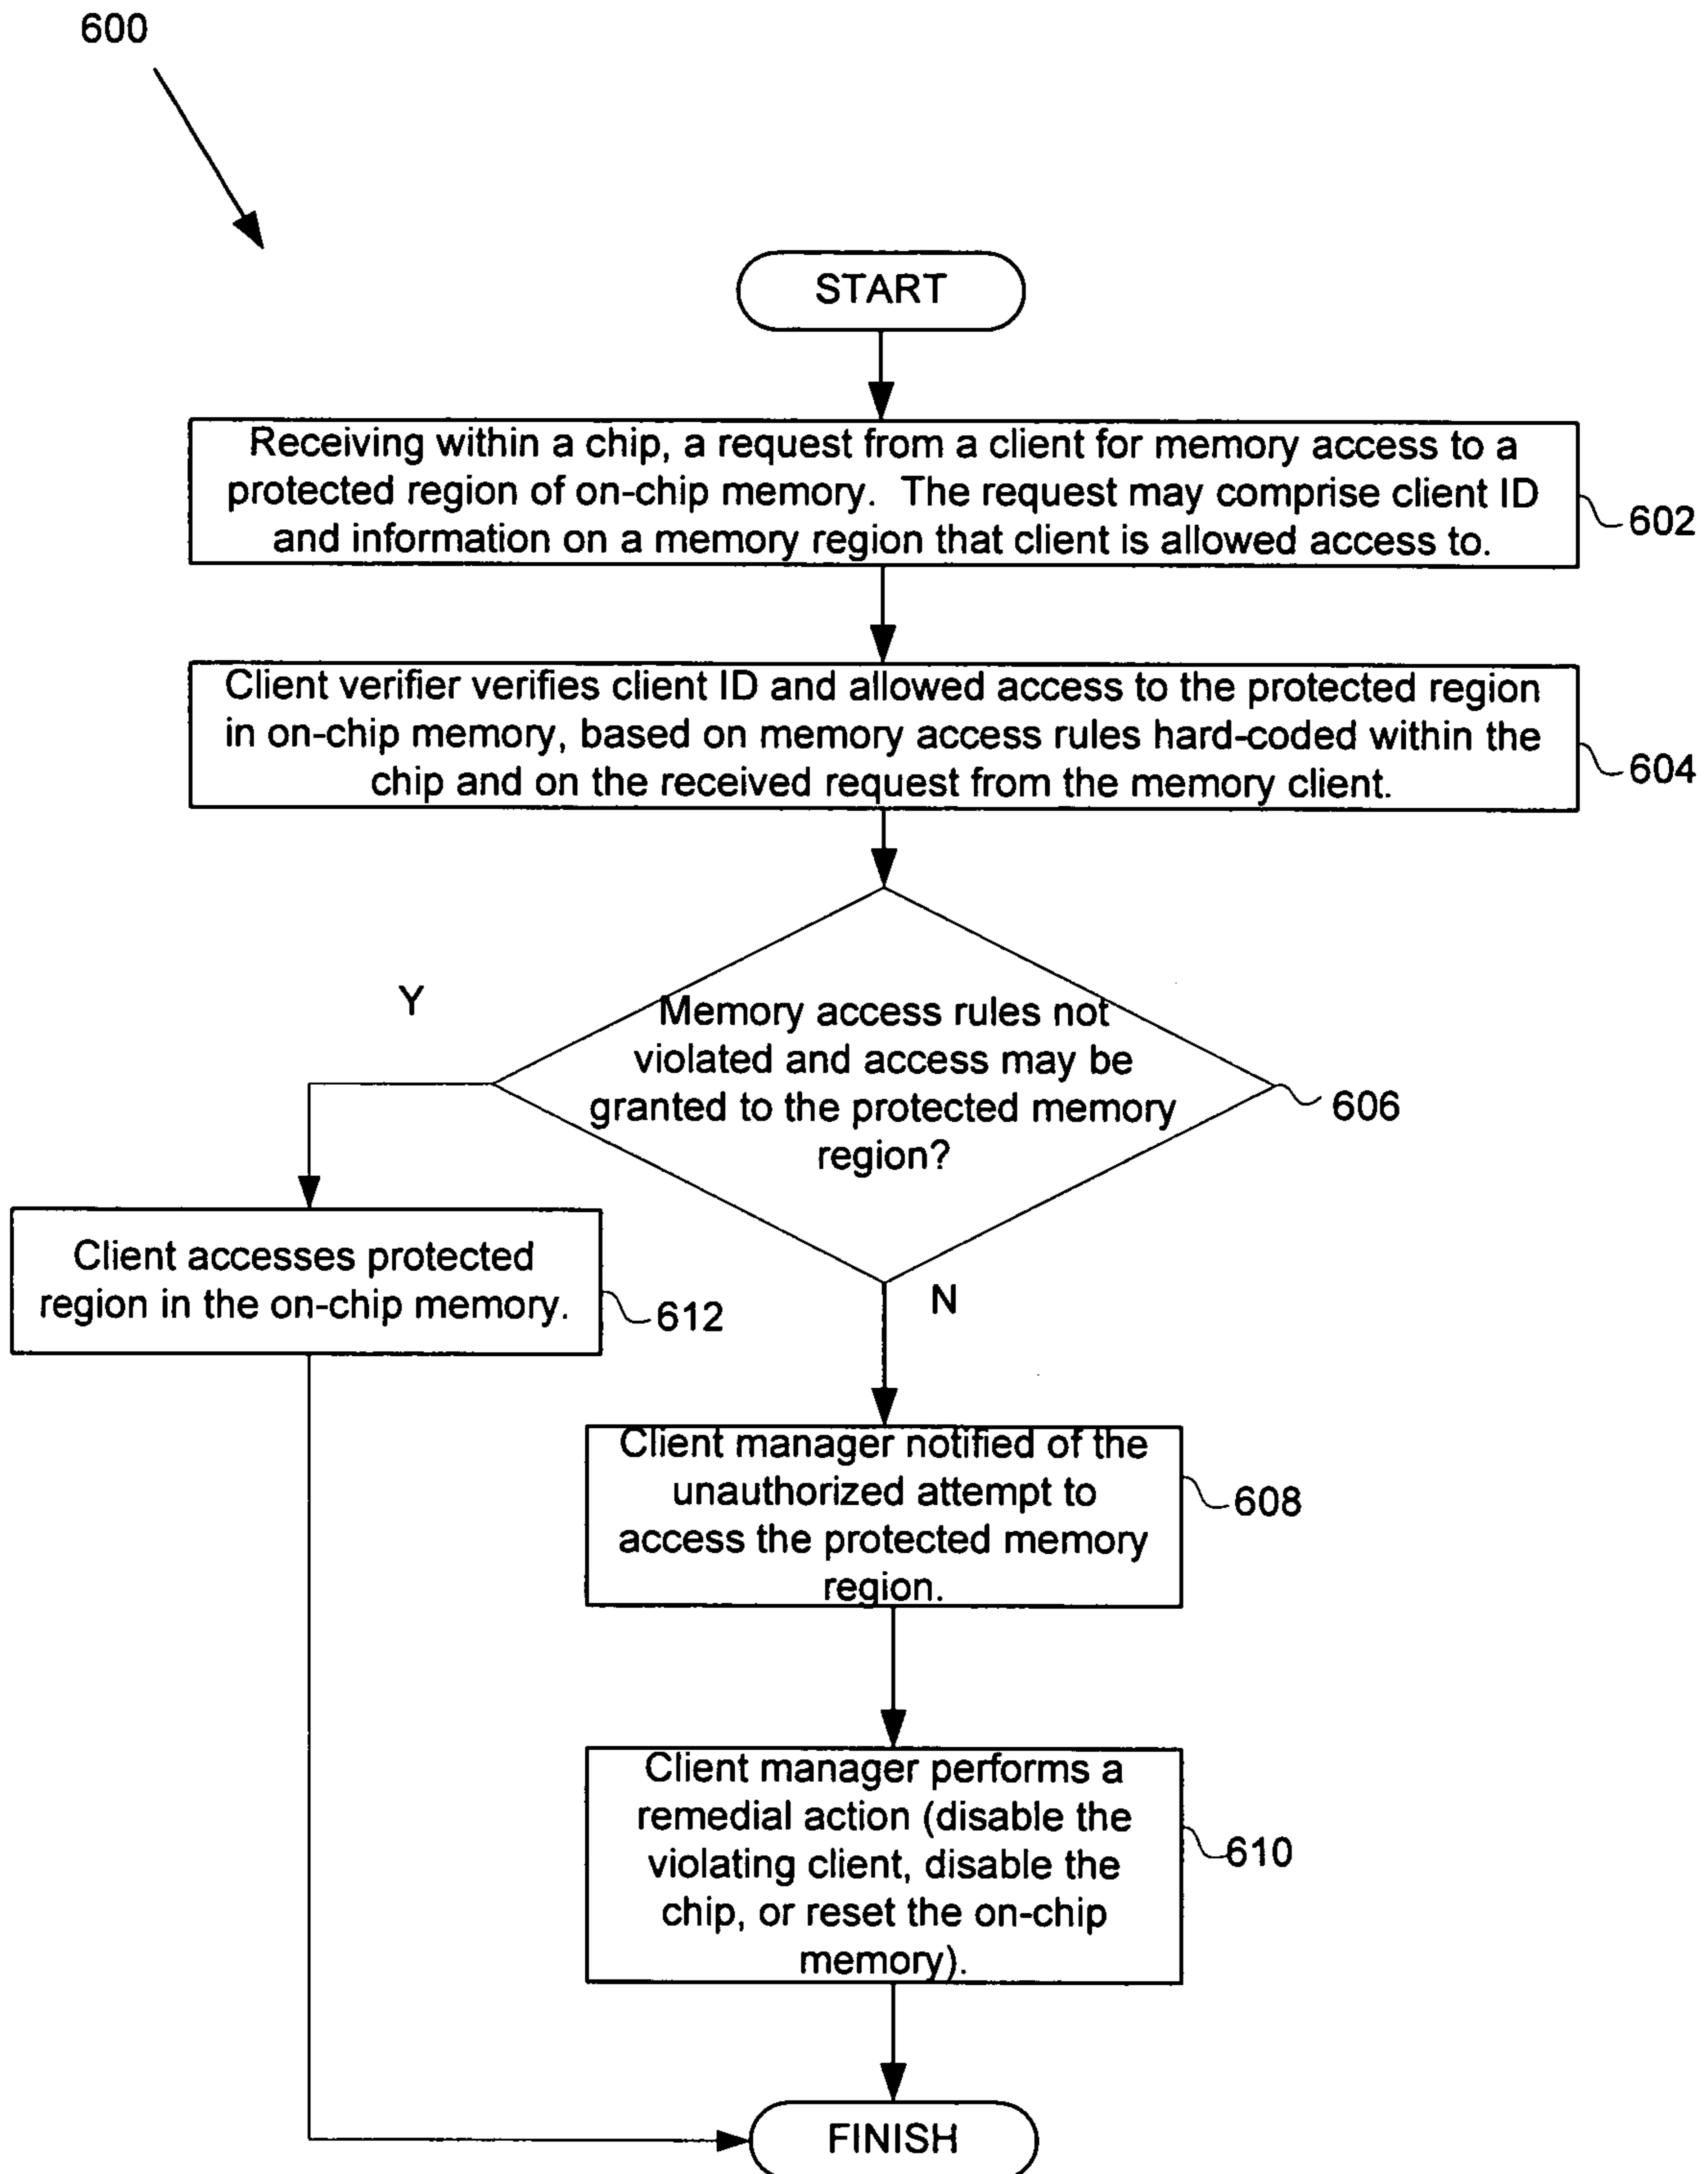 600
START
Receiving within a chip, a request from a client for memory access to a
protected region of on-chip memory.  The request may comprise client ID
and information on a memory region that client is allowed access to.
602
Client verifier verifies client ID and allowed access to the protected region
in on-chip memory, based on memory access rules hard-coded within the
chip and on the received request from the memory client.
604
Y
Memory access rules not
violated and access may be
granted to the protected memory
region?
606
Client accesses protected
region in the on-chip memory.
612
N
Client manager notified of the
unauthorized attempt to
access the protected memory
region.
608
Client manager performs a
remedial action (disable the
violating client, disable the
chip, or reset the on-chip
memory).
610
FINISH